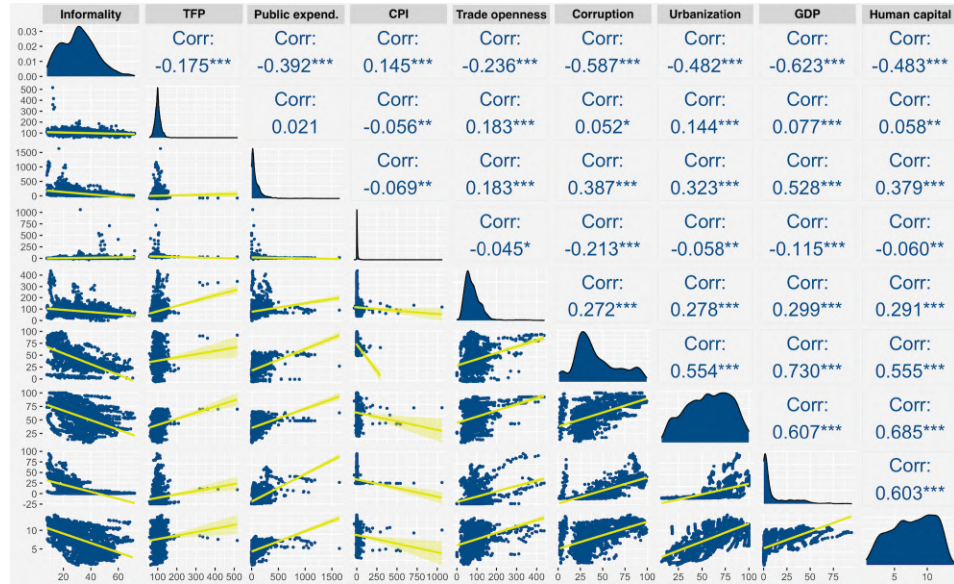 Informality TFP Public expend. CPI Trade openness Corruption Urbanization GDP Human capital
0.03 Corr: Corr: Corr: Corr: Corr: Corr: Corr: Corr:
0.02
0.01 -0.175*** -0.392*** 0.145*** -0.236*** -0.587*** -0.482*** -0.623*** -0.483***
0.00
500 Corr: Corr: Corr: Corr: Corr: Corr: Corr:
400
300
200 0.021 -0.056** 0.183*** 0.052* 0.144*** 0.077*** 0.058**
100
1500 Corr: Corr: Corr: Corr: Corr: Corr:
1000
500 -0.069** 0.183*** 0.387*** 0.323*** 0.528*** 0.379***
0
1000 Corr: Corr: Corr: Corr: Corr:
750
500
250 -0.045* -0.213*** -0.058** -0.115*** -0.060**
0
400 Corr: Corr: Corr: Corr:
300
200
100 0.272*** 0.278*** 0.299*** 0.291***
0
100 Corr: Corr: Corr:
75
50
25 0.554*** 0.730*** 0.555***
0
100 Corr: Corr:
75
50 0.607*** 0.685***
25
75 Corr:
50
25
0 0.603***
-25
10
5
20 40 60 100 200 300 400 500 0 500 1000 1500 0 250 500 750 1000 0 100 200 300 400 0 25 50 75 100 25 50 75 100 0 25 50 75 5 10